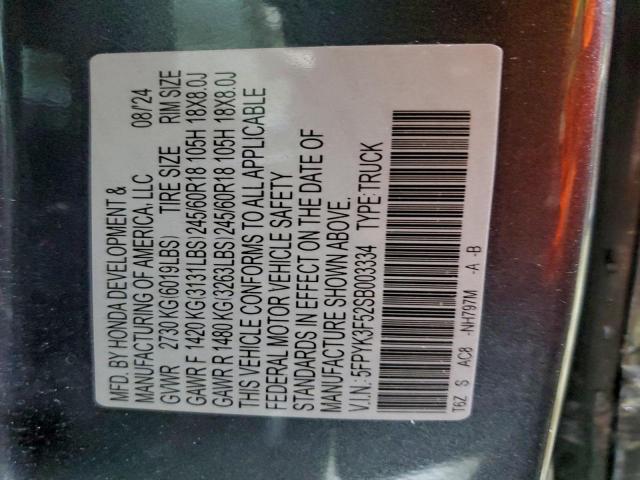 MFD. BY HONDA DEVELOPMENT & 08/24
MANUFACTURING OF AMERICA, LLC
GVWR 2730 KG(6019LBS) TIRE SIZE RIM SIZE
GAWR F 1420 KG(3131LBS)245/60R18 105H 18X8.0J
GAWR R 1480 KG(3263LBS)245/60R18 105H 18X8.0J
THIS VEHICLE CONFORMS TO ALL APPLICABLE
FEDERAL MOTOR VEHICLE SAFETY
STANDARDS IN EFFECT ON THE DATE OF
MANUFACTURE SHOWN ABOVE.
V.I.N.:5FPYK3F52SB003334 TYPE:TRUCK
T6Z S AC8 -NH797M -A -B